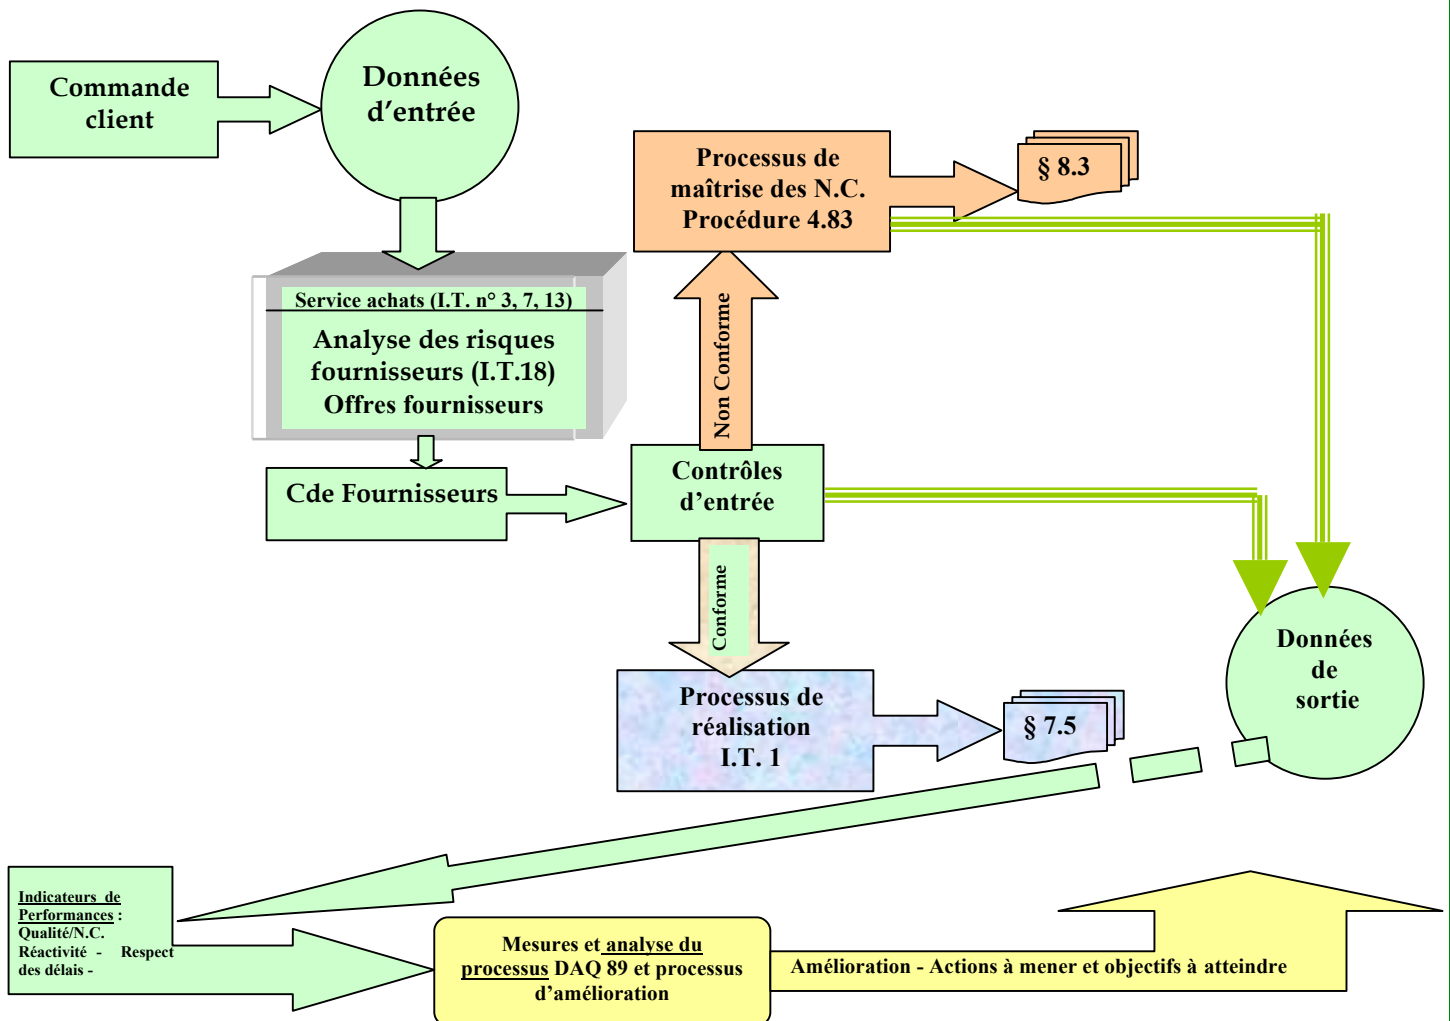 Commande
client
Données
d’entrée
Processus de
maîtrise des N.C.
Procédure 4.83
§ 8.3
Service achats (I.T. n° 3, 7, 13)
Analyse des risques
fournisseurs (I.T.18)
Offres fournisseurs
Non Conforme
Cde Fournisseurs
Contrôles
d’entrée
Conforme
Données
de
sortie
Processus de
réalisation
I.T. 1
§ 7.5
Indicateurs de
Performances :
Qualité/N.C.
Réactivité - Respect
des délais -
Mesures et analyse du
processus DAQ 89 et processus
d’amélioration
Amélioration - Actions à mener et objectifs à atteindre